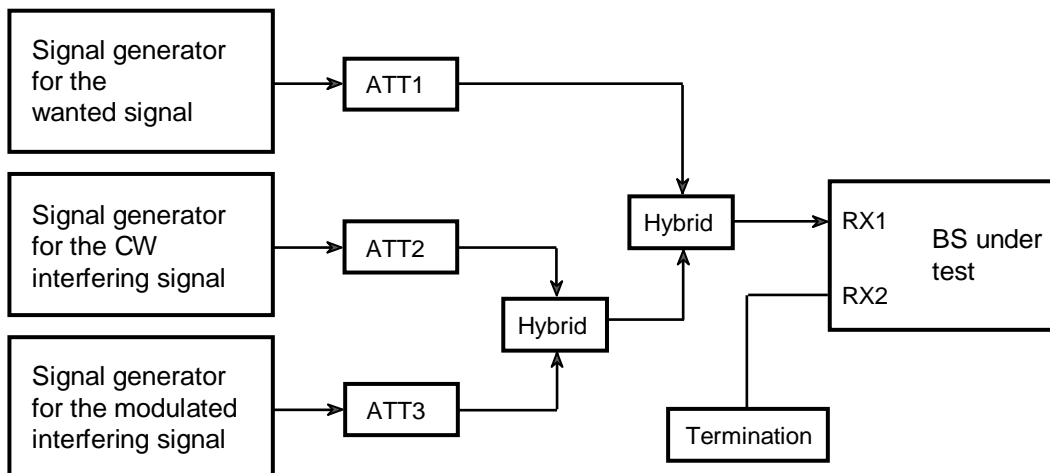 Signal generator
for the
wanted signal
ATT1
Signal generator
for the CW
interfering signal
ATT2
Hybrid
Hybrid
RX1
RX2
BS under
test
Signal generator
for the modulated
interfering signal
ATT3
Termination